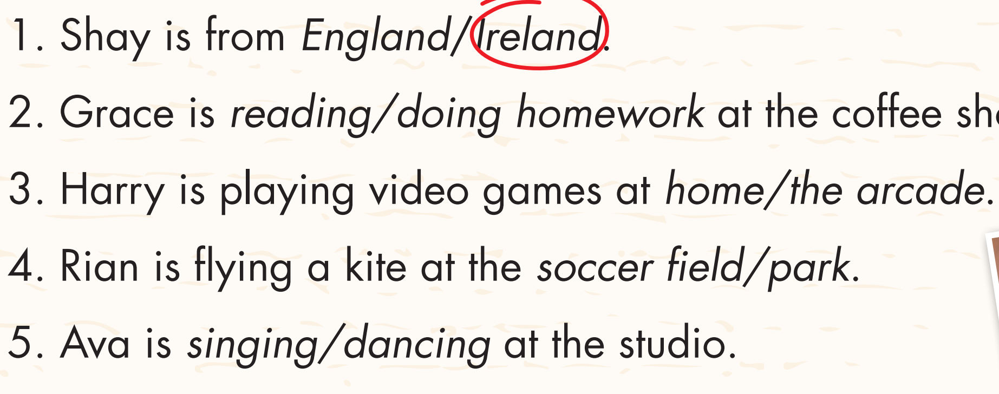 1. Shay is from England/Ireland.
2. Grace is reading/doing homework at the coffee
3. Harry is playing video games at home/the arcade.
4. Rian is flying a kite at the soccer field/park.
5. Ava is singing/dancing at the studio.